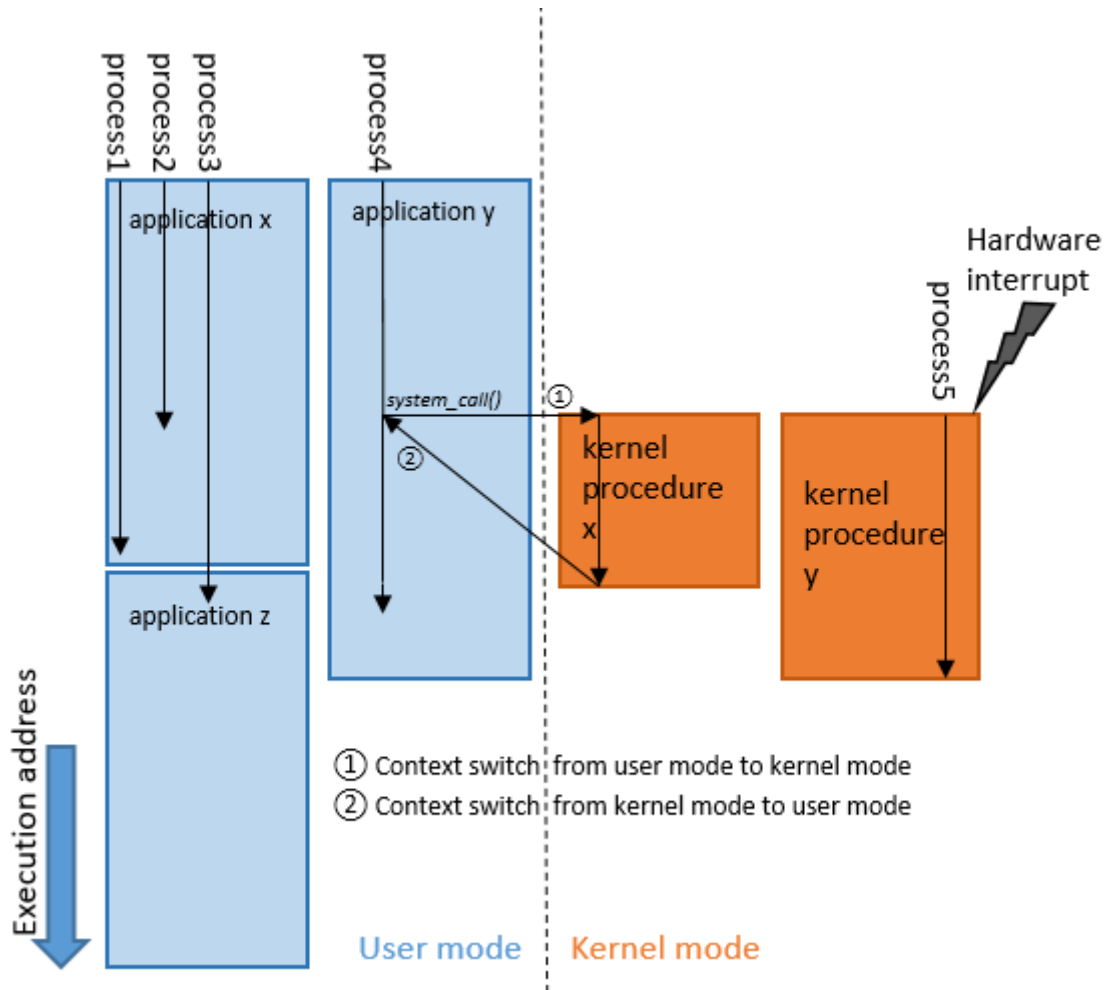 process1
process2
process3
process4
application x
application y
Hardware
interrupt
process5
system_call()
①
②
kernel
procedure
x
kernel
procedure
y
application z
Execution address
① Context switch from user mode to kernel mode
② Context switch from kernel mode to user mode
User mode
Kernel mode